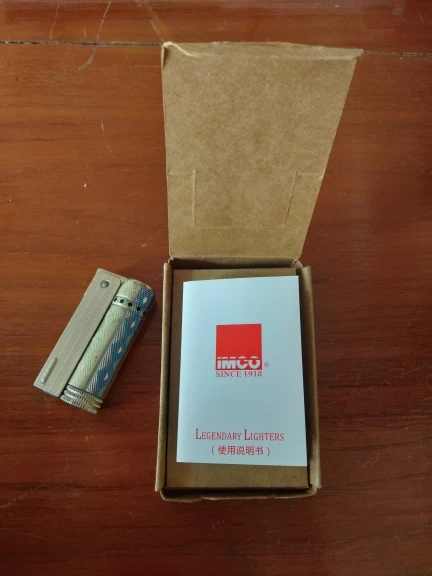 IMCO®
SINCE 1918
LEGENDARY LIGHTERS
(使用说明书)